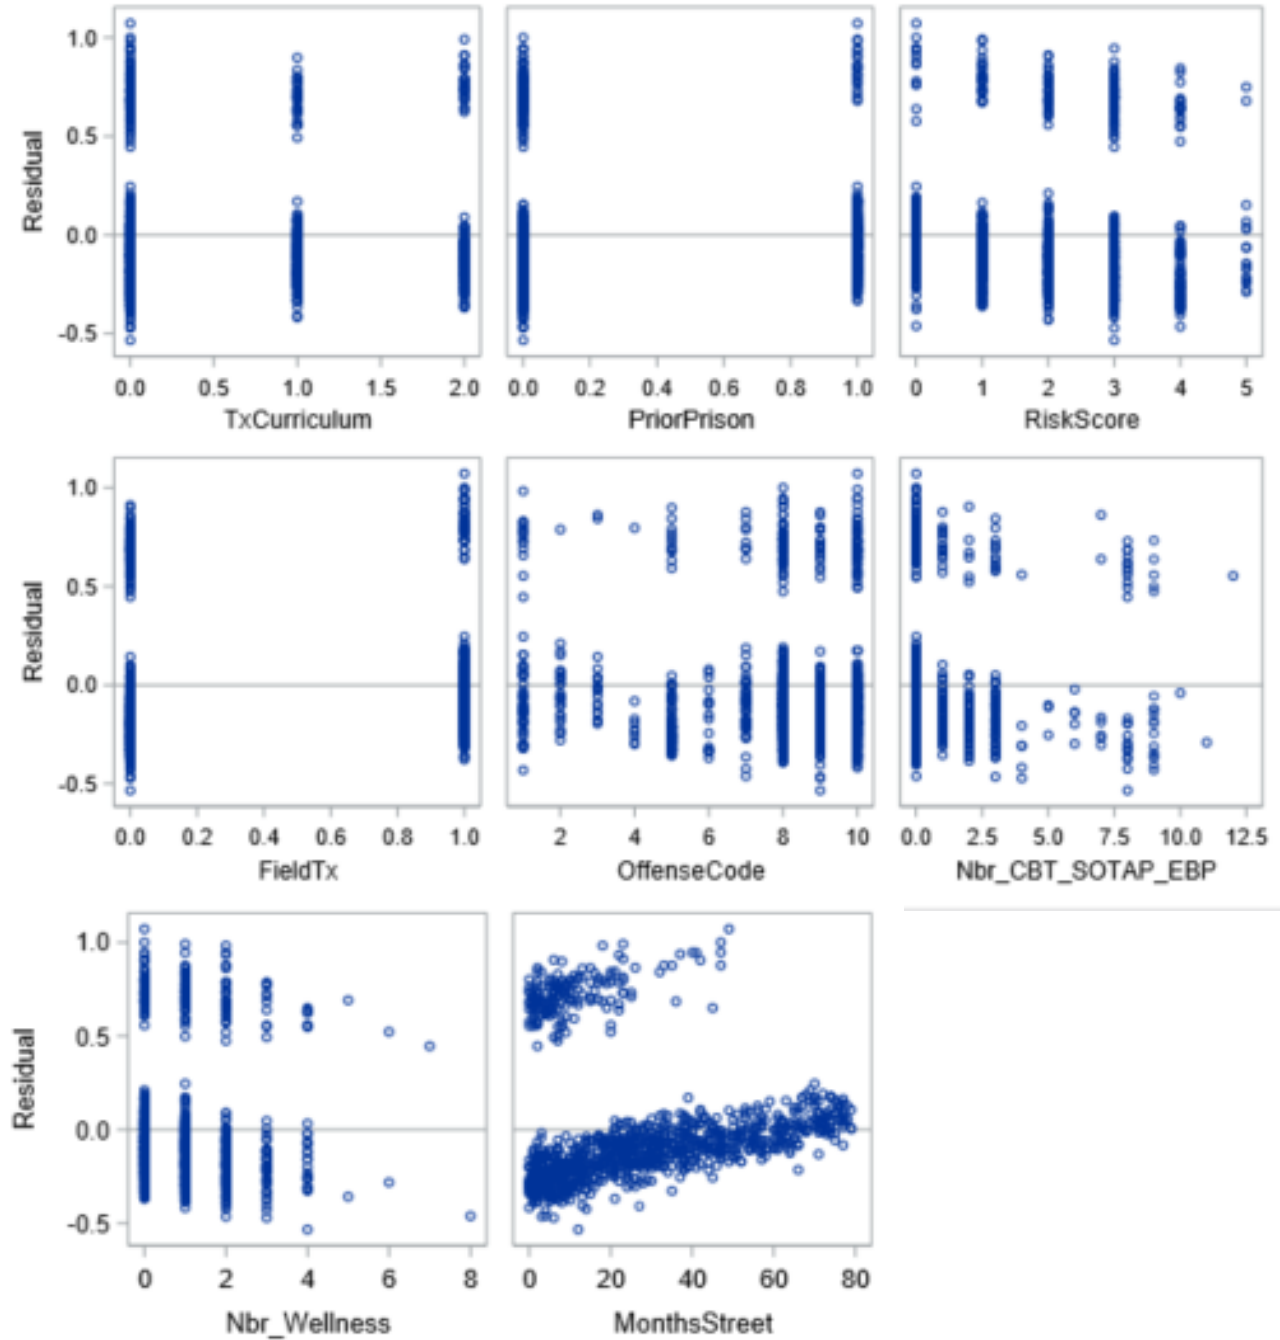 Residual
1.0
0.5
0.0
-0.5
0.0 0.5 1.0 1.5 2.0
TxCurriculum
0.0 0.2 0.4 0.6 0.8 1.0
PriorPrison
0 1 2 3 4 5
RiskScore
Residual
1.0
0.5
0.0
-0.5
0.0 0.2 0.4 0.6 0.8 1.0
FieldTx
2 4 6 8 10
OffenseCode
0.0 2.5 5.0 7.5 10.0 12.5
Nbr_CBT_SOTAP_EBP
Residual
1.0
0.5
0.0
-0.5
0 2 4 6 8
Nbr_Wellness
0 20 40 60 80
MonthsStreet